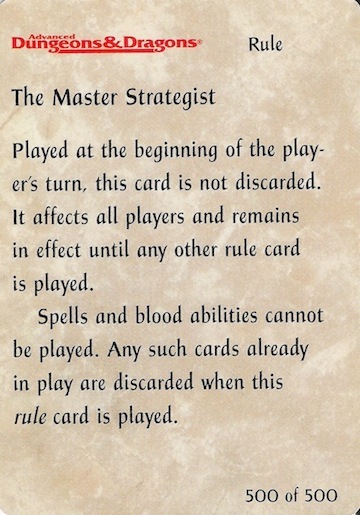 Advanced
Dungeons&Dragons®
Rule
The Master Strategist
Played at the beginning of the play-
er's turn, this card is not discarded.
It affects all players and remains
in effect until any other rule card
is played.
Spells and blood abilities cannot
be played. Any such cards already
in play are discarded when this
rule card is played.
500 of 500